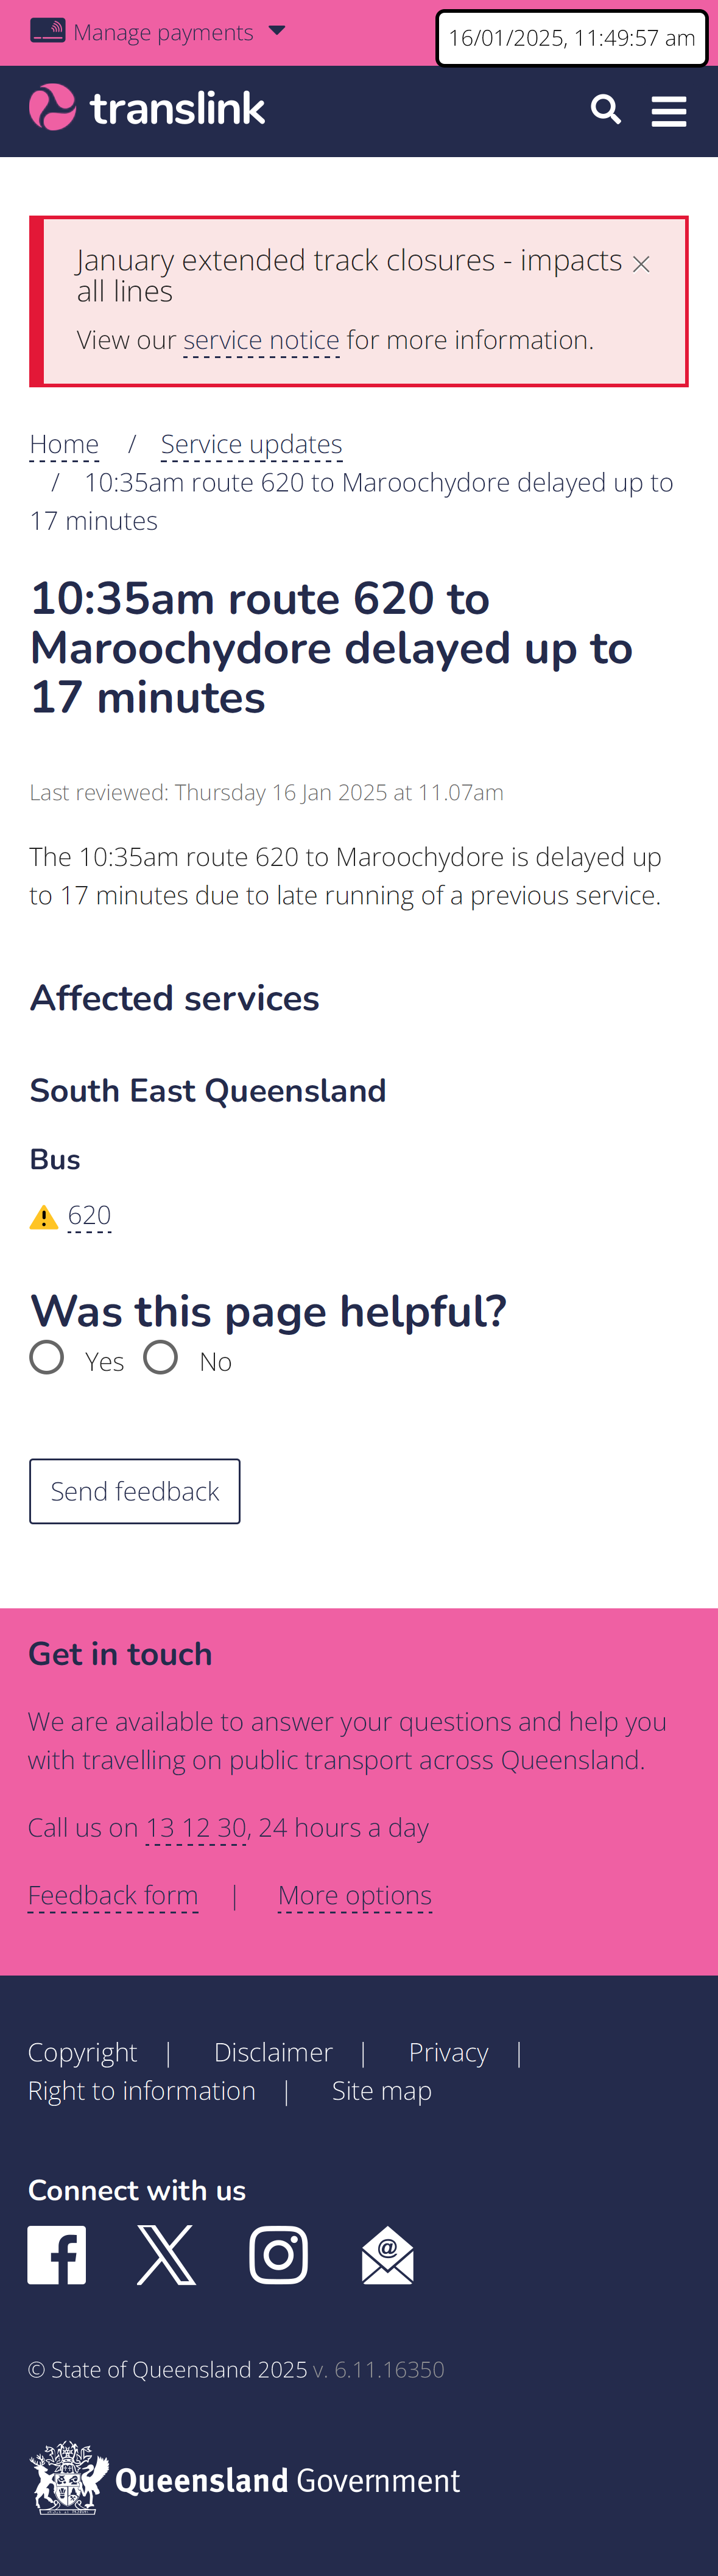 Manage payments
16/01/2025, 11:49:57 am
translink
January extended track closures - impacts
all lines
View our service notice for more information.
Home / Service updates
/ 10:35am route 620 to Maroochydore delayed up to
17 minutes
10:35am route 620 to
Maroochydore delayed up to
17 minutes
Last reviewed: Thursday 16 Jan 2025 at 11.07am
The 10:35am route 620 to Maroochydore is delayed up
to 17 minutes due to late running of a previous service.
Affected services
South East Queensland
Bus
620
Was this page helpful?
Yes No
Send feedback
Get in touch
We are available to answer your questions and help you
with travelling on public transport across Queensland.
Call us on 13 12 30, 24 hours a day
Feedback form | More options
Copyright | Disclaimer | Privacy |
Right to information | Site map
Connect with us
© State of Queensland 2025 v. 6.11.16350
Queensland Government